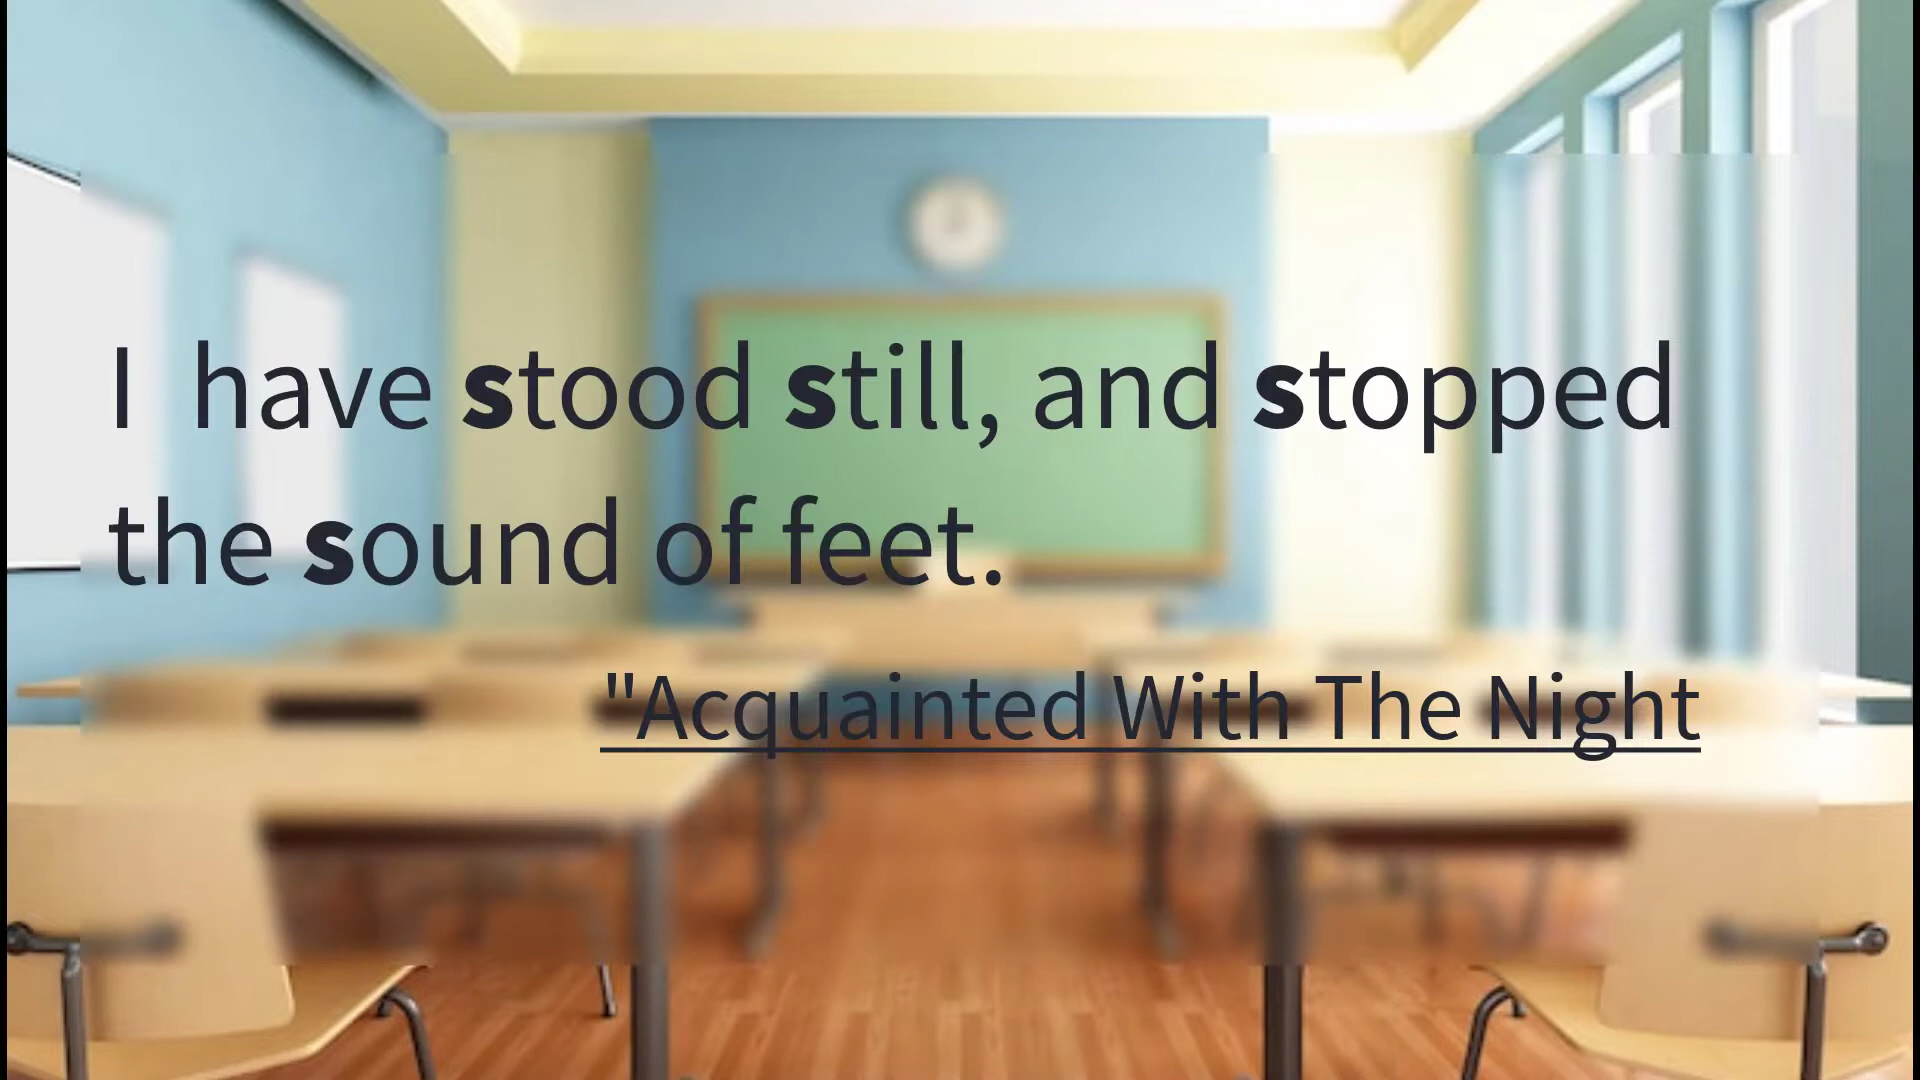 I  have stood still, and stopped
the sound of feet.
"Acquainted With The Night